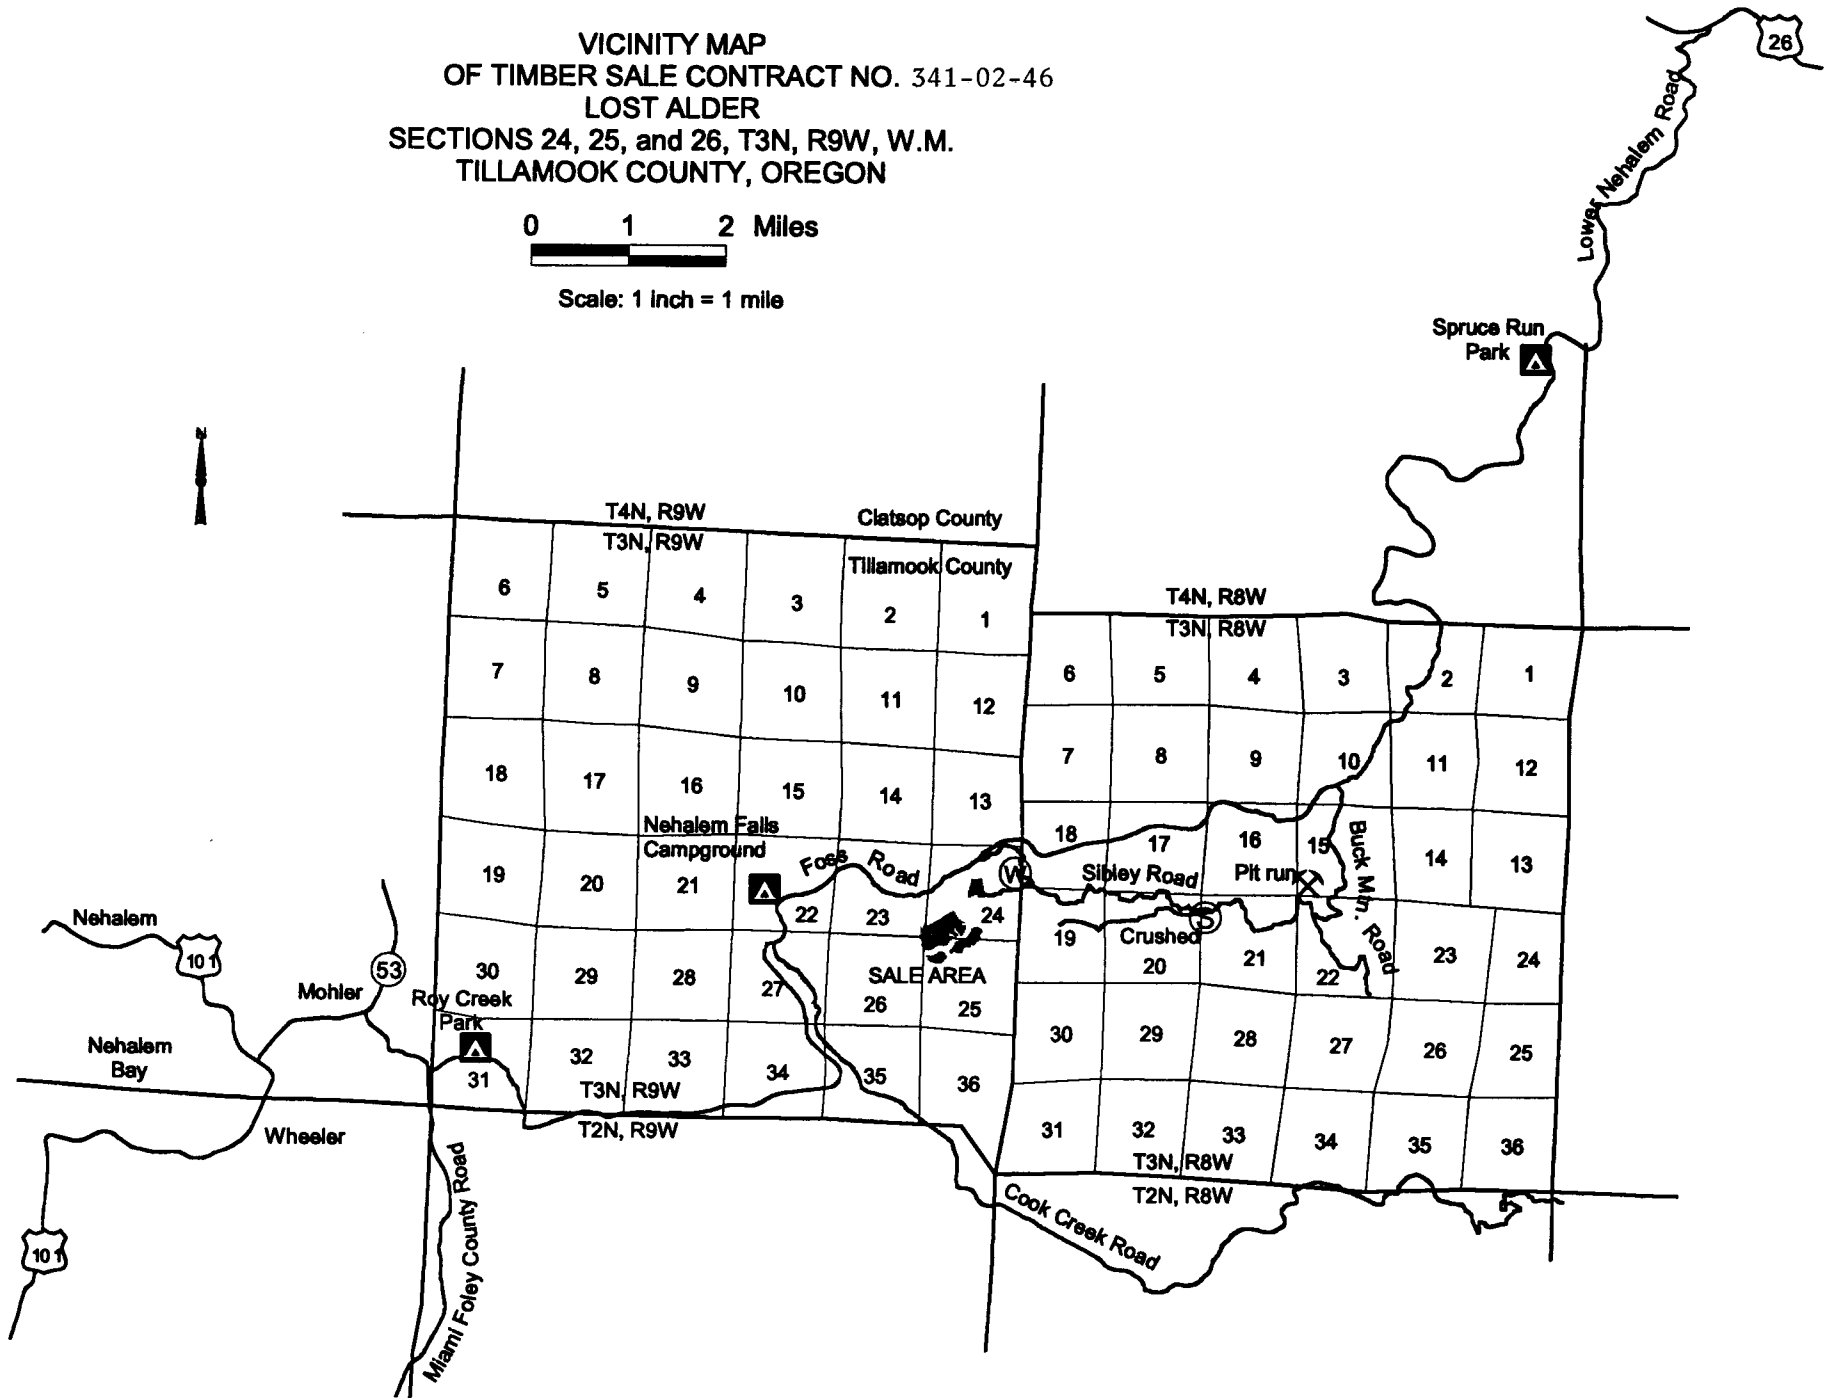 VICINITY MAP
OF TIMBER SALE CONTRACT NO. 341-02-46
LOST ALDER
SECTIONS 24, 25, and 26, T3N, R9W, W.M.
TILLAMOOK COUNTY, OREGON
0 1 2 Miles
Scale: 1 inch = 1 mile
26
Lower Nehalem Road
Spruce Run
Park
N
T4N, R9W
Clatsop County
T3N, R9W
Tillamook County
6 5 4 3 2 1
7 8 9 10 11 12
18 17 16 15 14 13
Nehalem Falls
Campground
Foss Road
19 20 21 22 23 24
SALE AREA
30 29 28 27 26 25
31 32 33 34 35 36
T3N, R9W
T2N, R9W
T4N, R8W
T3N, R8W
6 5 4 3 2 1
7 8 9 10 11 12
18 17 16 15 14 13
W
Sibley Road
Pit run
Buck Mtn. Road
S
Crushed
19 20 21 22 23 24
30 29 28 27 26 25
31 32 33 34 35 36
T3N, R8W
T2N, R8W
Cook Creek Road
Nehalem
101
53
Mohler
Roy Creek
Park
Nehalem
Bay
Wheeler
101
Miami Foley County Road